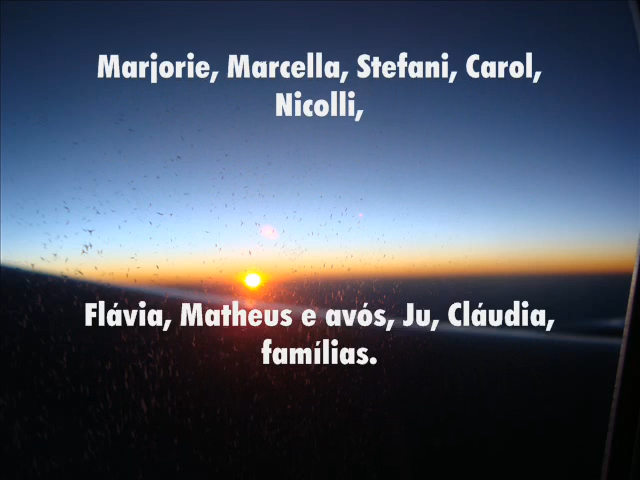 Marjorie, Marcella, Stefani, Carol,
Nicolli,
Flávia, Matheus e avós, Ju, Cláudia,
famílias.